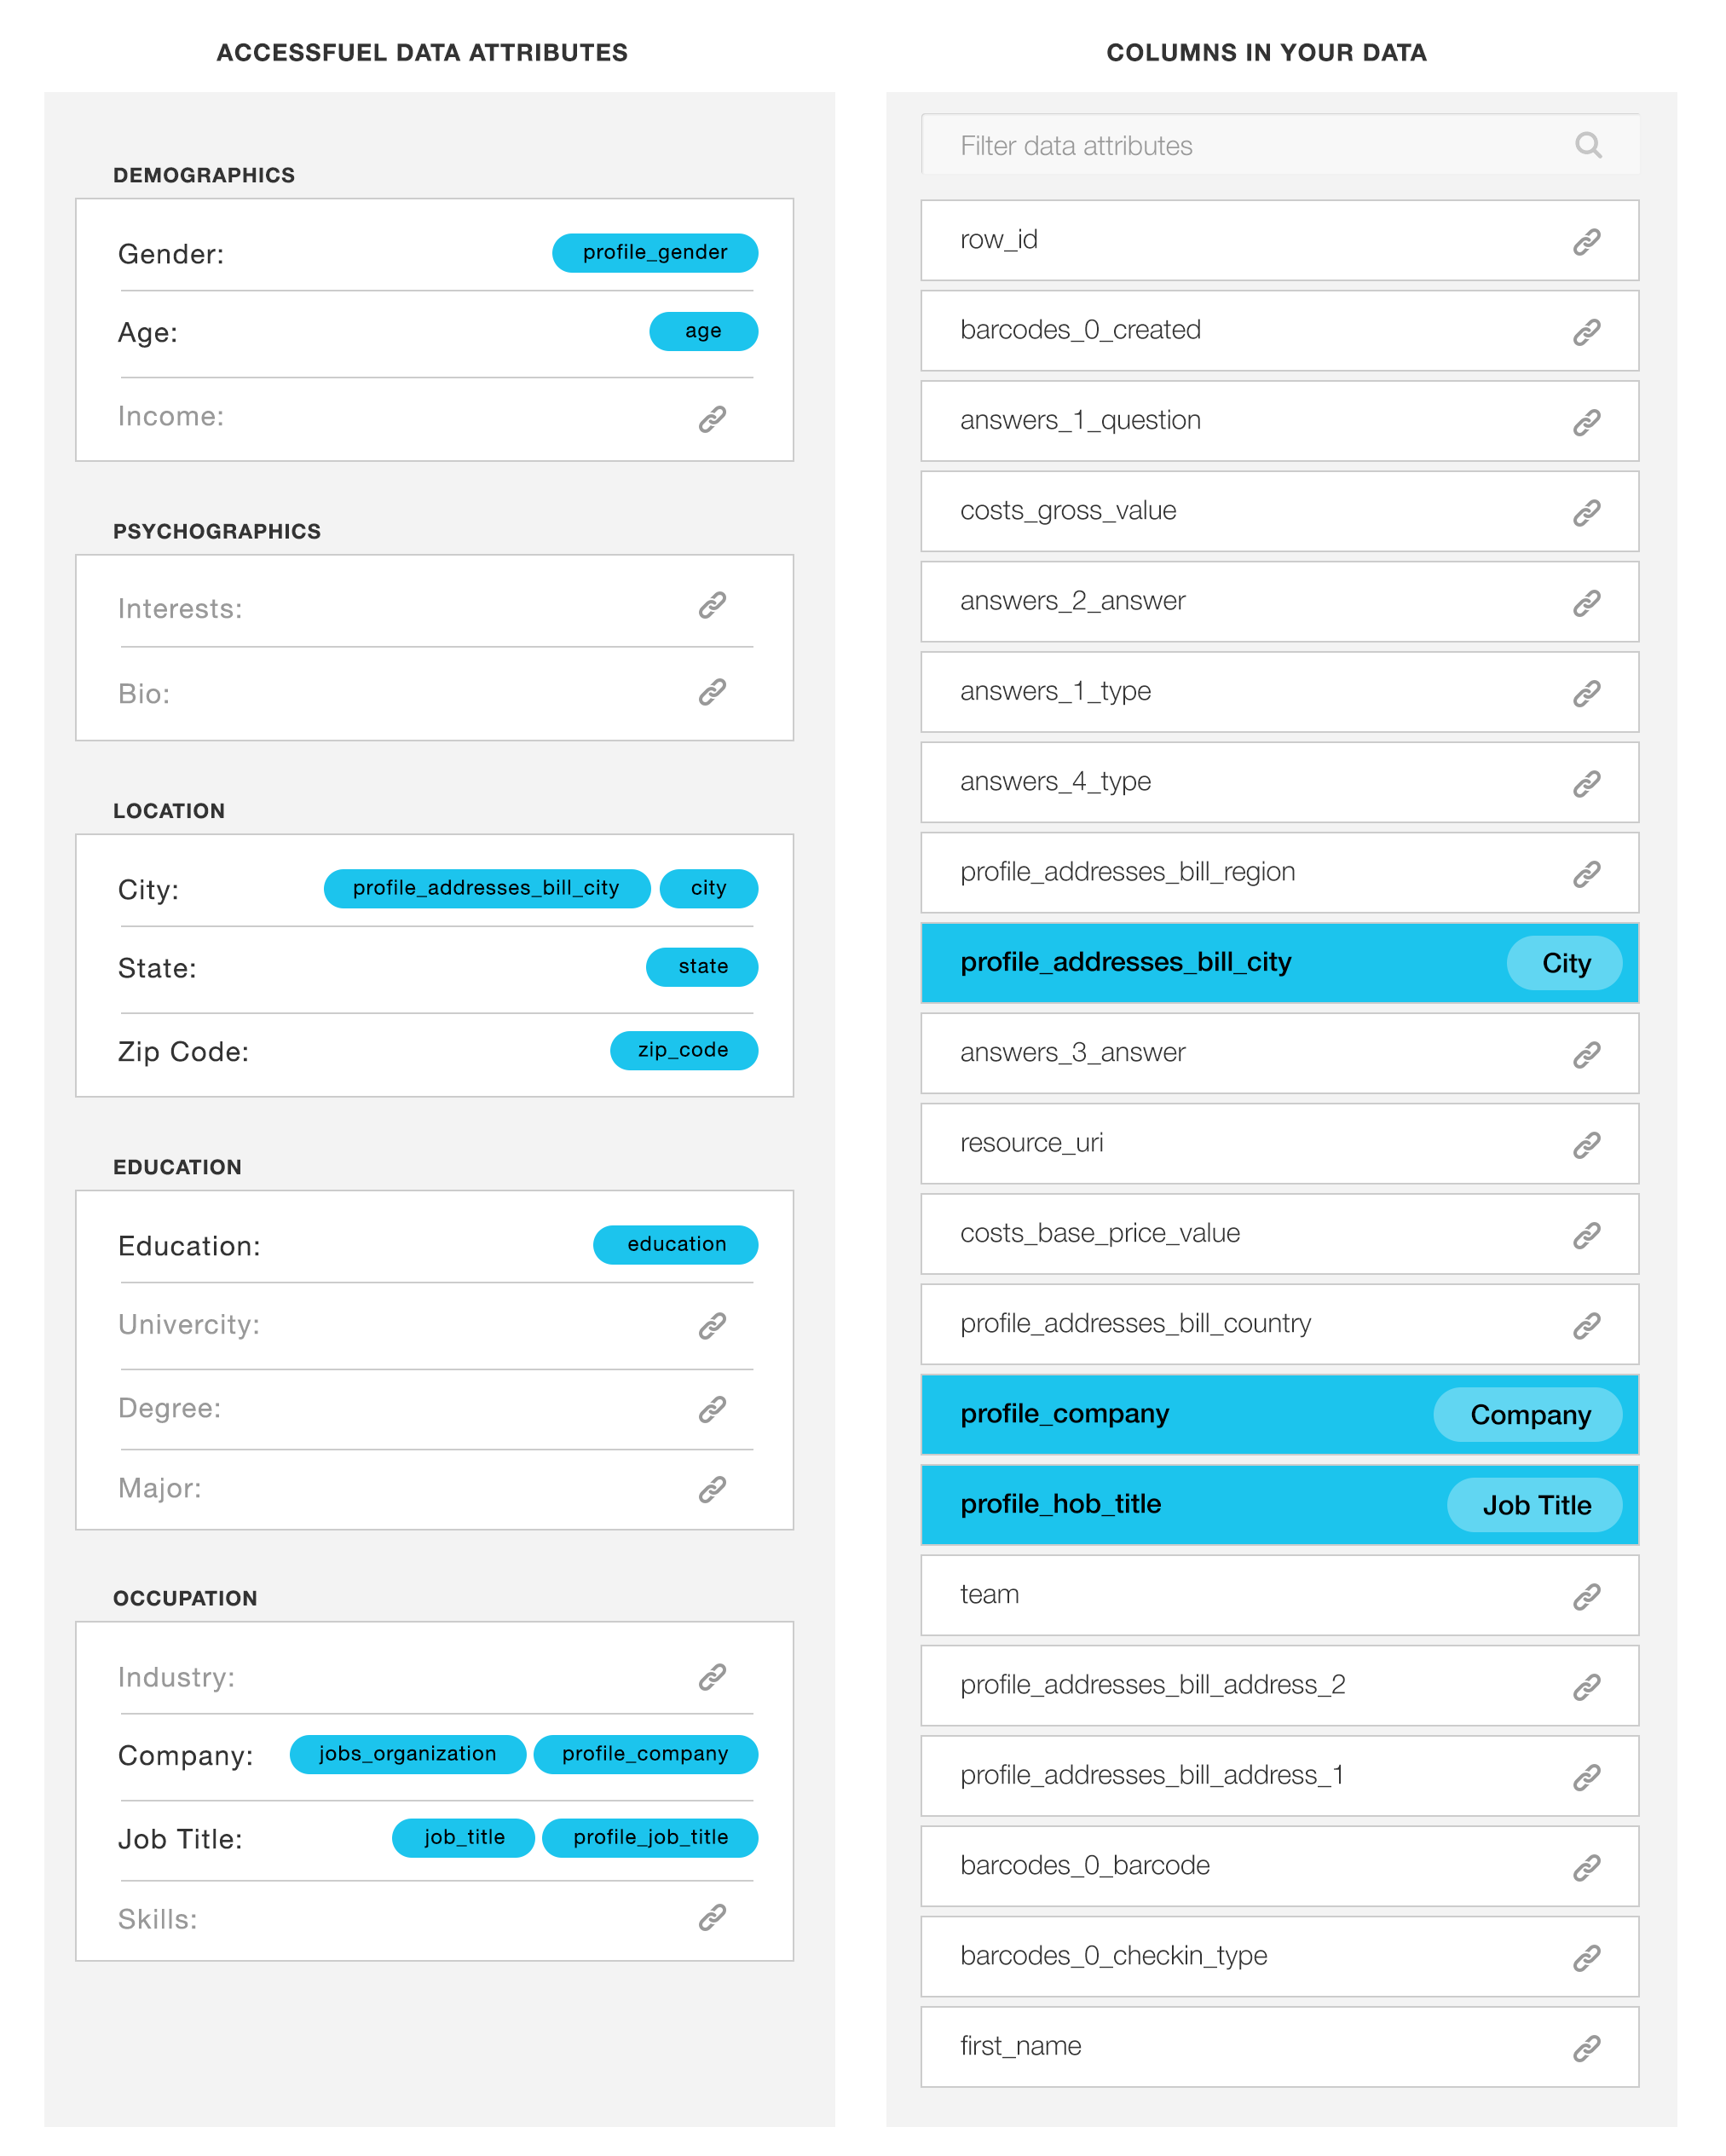 ACCESSFUEL DATA ATTRIBUTES
DEMOGRAPHICS
Gender: profile_gender
Age: age
Income:
PSYCHOGRAPHICS
Interests:
Bio:
LOCATION
City: profile_addresses_bill_city city
State: state
Zip Code: zip_code
EDUCATION
Education: education
Univercity:
Degree:
Major:
OCCUPATION
Industry:
Company: jobs_organization profile_company
Job Title: job_title profile_job_title
Skills:
COLUMNS IN YOUR DATA
Filter data attributes
row_id
barcodes_0_created
answers_1_question
costs_gross_value
answers_2_answer
answers_1_type
answers_4_type
profile_addresses_bill_region
profile_addresses_bill_city City
answers_3_answer
resource_uri
costs_base_price_value
profile_addresses_bill_country
profile_company Company
profile_hob_title Job Title
team
profile_addresses_bill_address_2
profile_addresses_bill_address_1
barcodes_0_barcode
barcodes_0_checkin_type
first_name